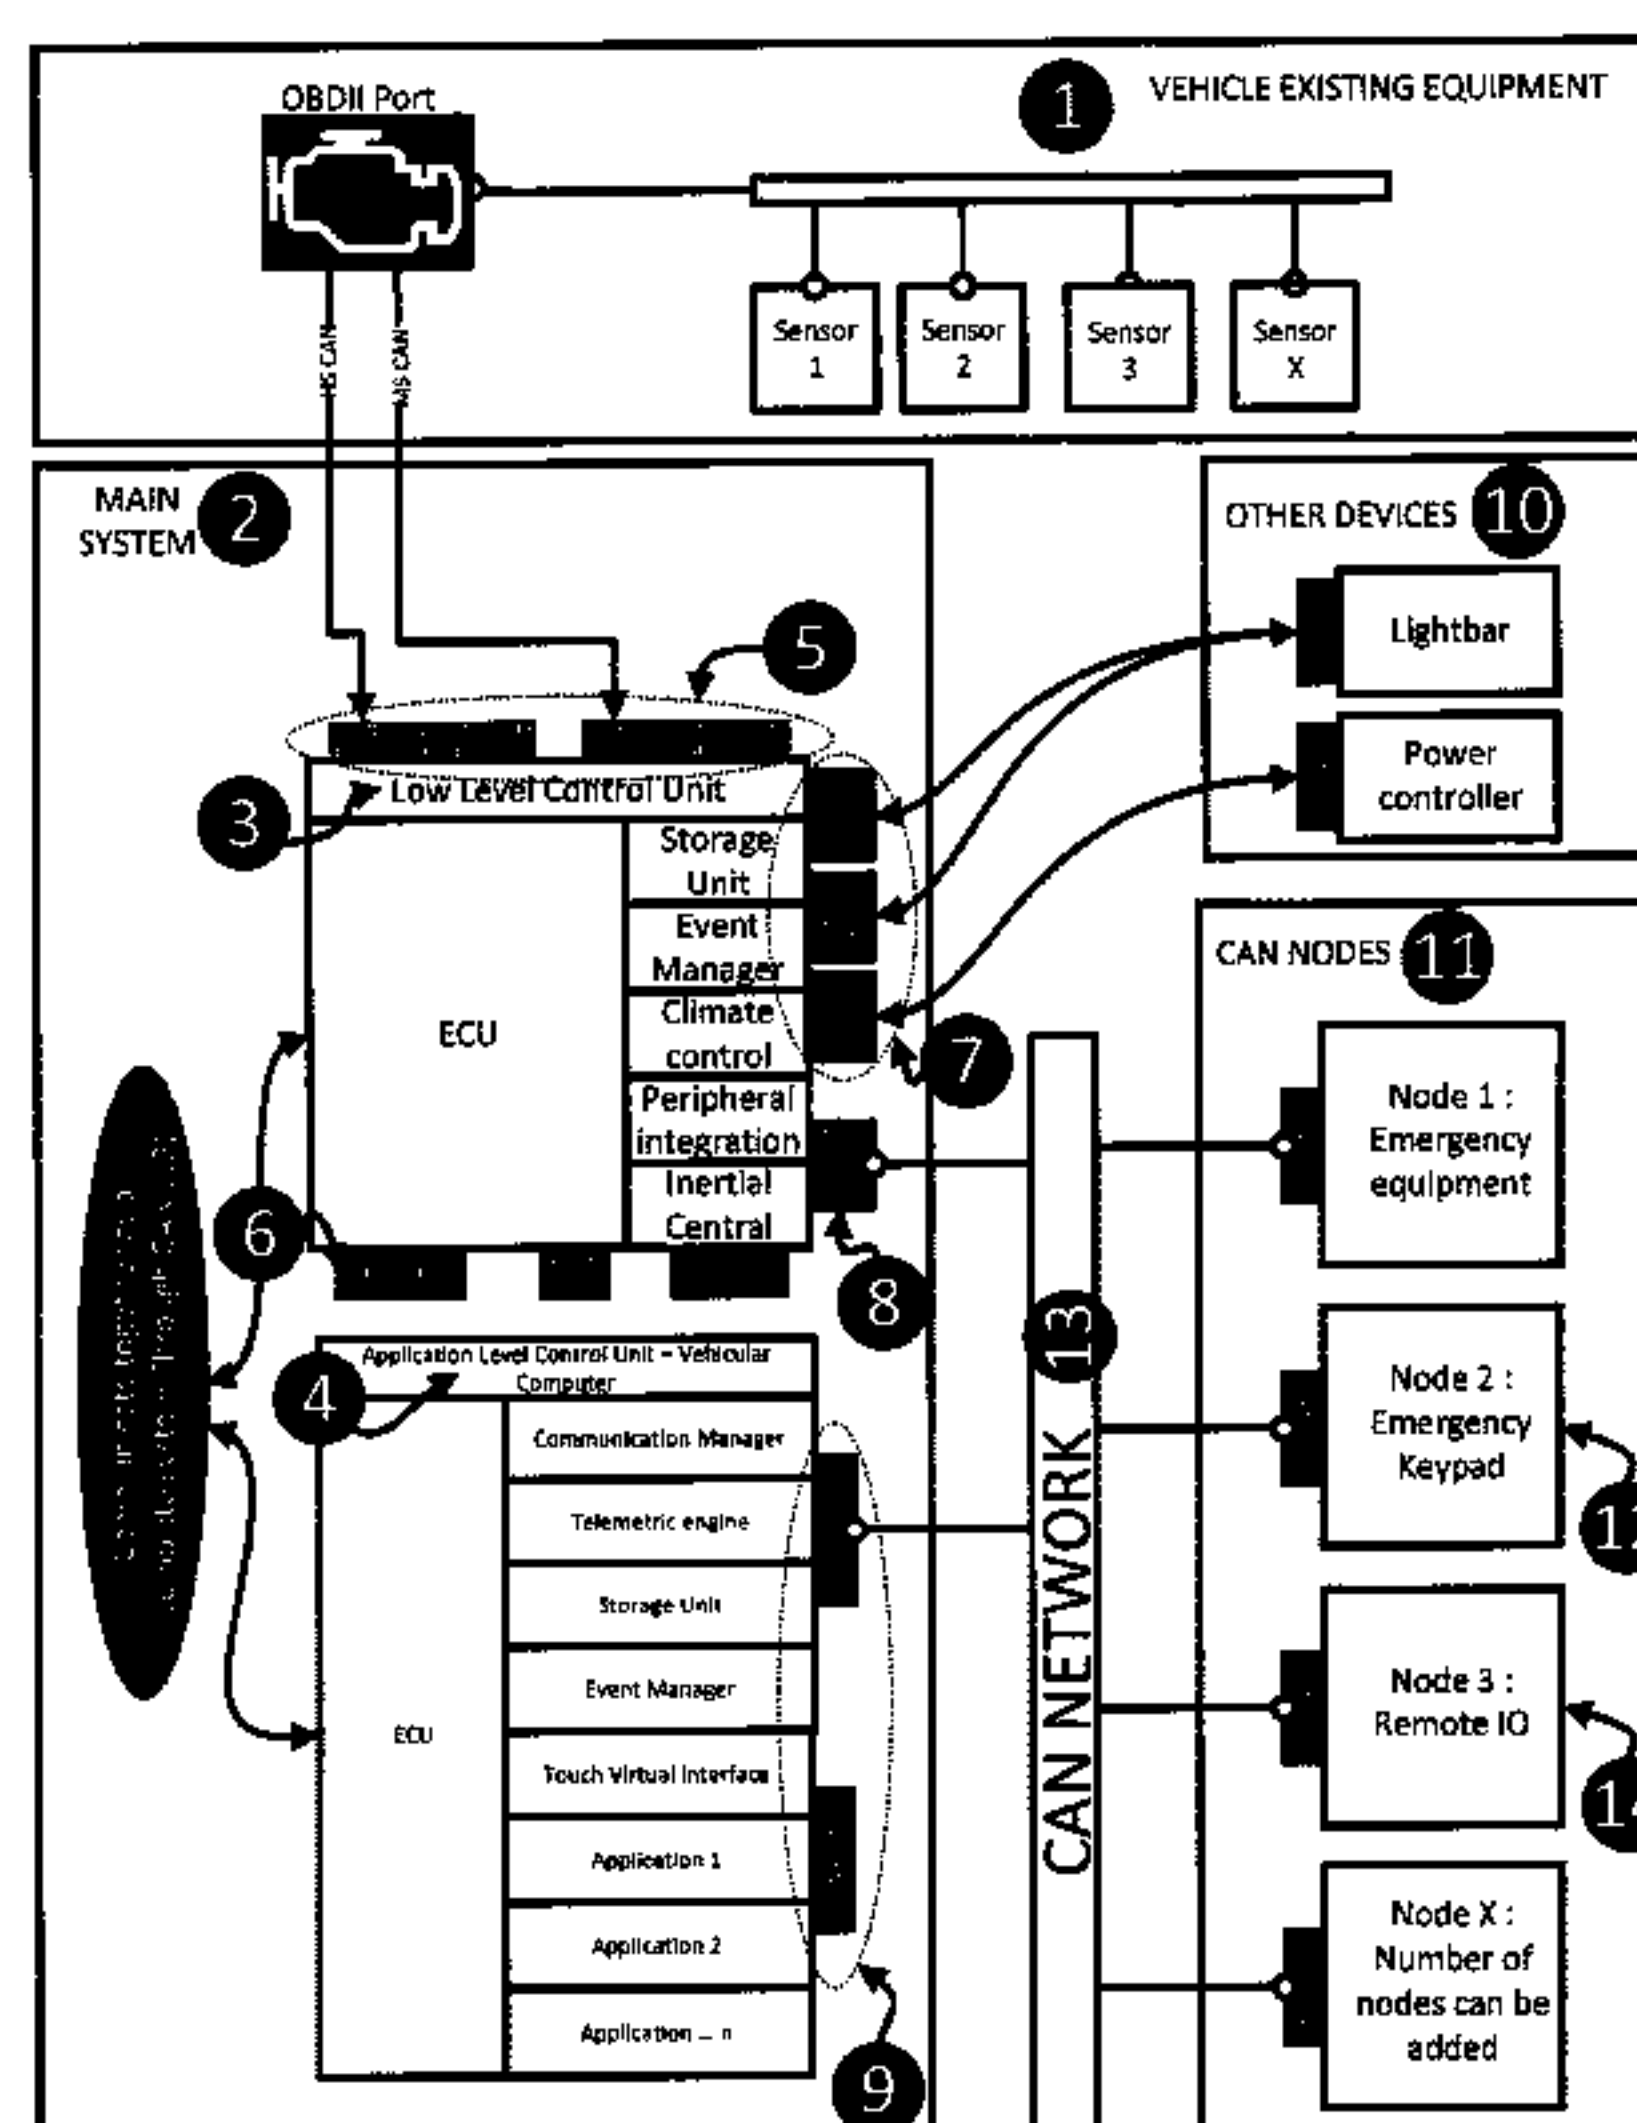 OBDII Port
1
VEHICLE EXISTING EQUIPMENT
Sensor
1
Sensor
2
Sensor
3
Sensor
X
HS CAN
MS CAN
MAIN
SYSTEM
2
OTHER DEVICES
10
Lightbar
Power
controller
5
3
Low Level Control Unit
Storage
Unit
Event
Manager
Climate
control
Peripheral
integration
Inertial
Central
ECU
7
6
8
CAN NODES
11
Node 1 :
Emergency
equipment
Node 2 :
Emergency
Keypad
Node 3 :
Remote IO
Node X :
Number of
nodes can be
added
13
CAN NETWORK
4
Application Level Control Unit – Vehicular
Computer
Communication Manager
Telemetric engine
Storage Unit
Event Manager
Touch Virtual Interface
Application 1
Application 2
Application ... n
ECU
9